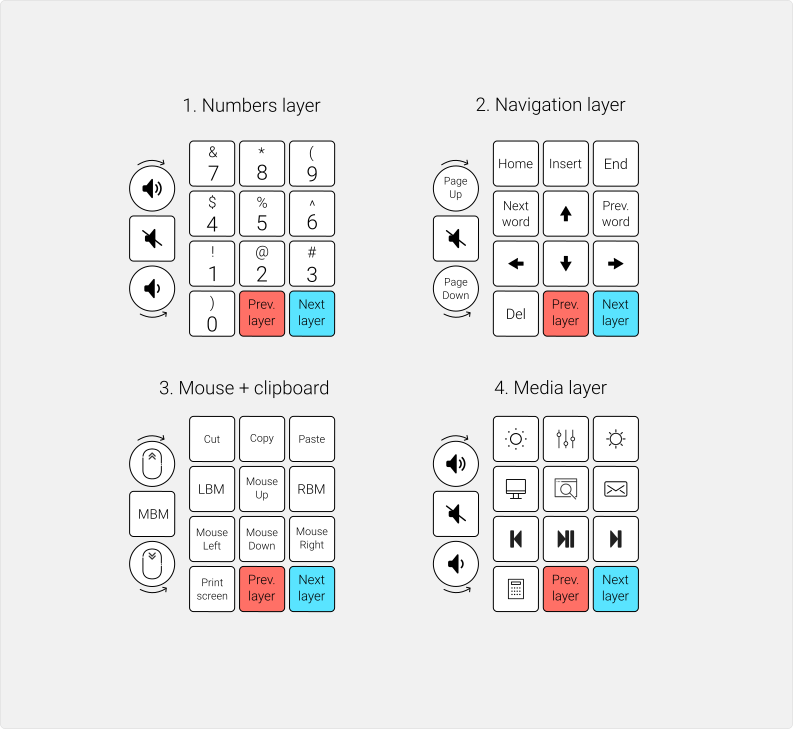 1. Numbers layer
& * (
7 8 9
$ % ^
4 5 6
! @ #
1 2 3
)
0
Prev.
layer
Next
layer
2. Navigation layer
Page
Up
Page
Down
Home
Insert
End
Next
word
Prev.
word
Del
Prev.
layer
Next
layer
3. Mouse + clipboard
MBM
Cut
Copy
Paste
LBM
Mouse
Up
RBM
Mouse
Left
Mouse
Down
Mouse
Right
Print
screen
Prev.
layer
Next
layer
4. Media layer
Prev.
layer
Next
layer